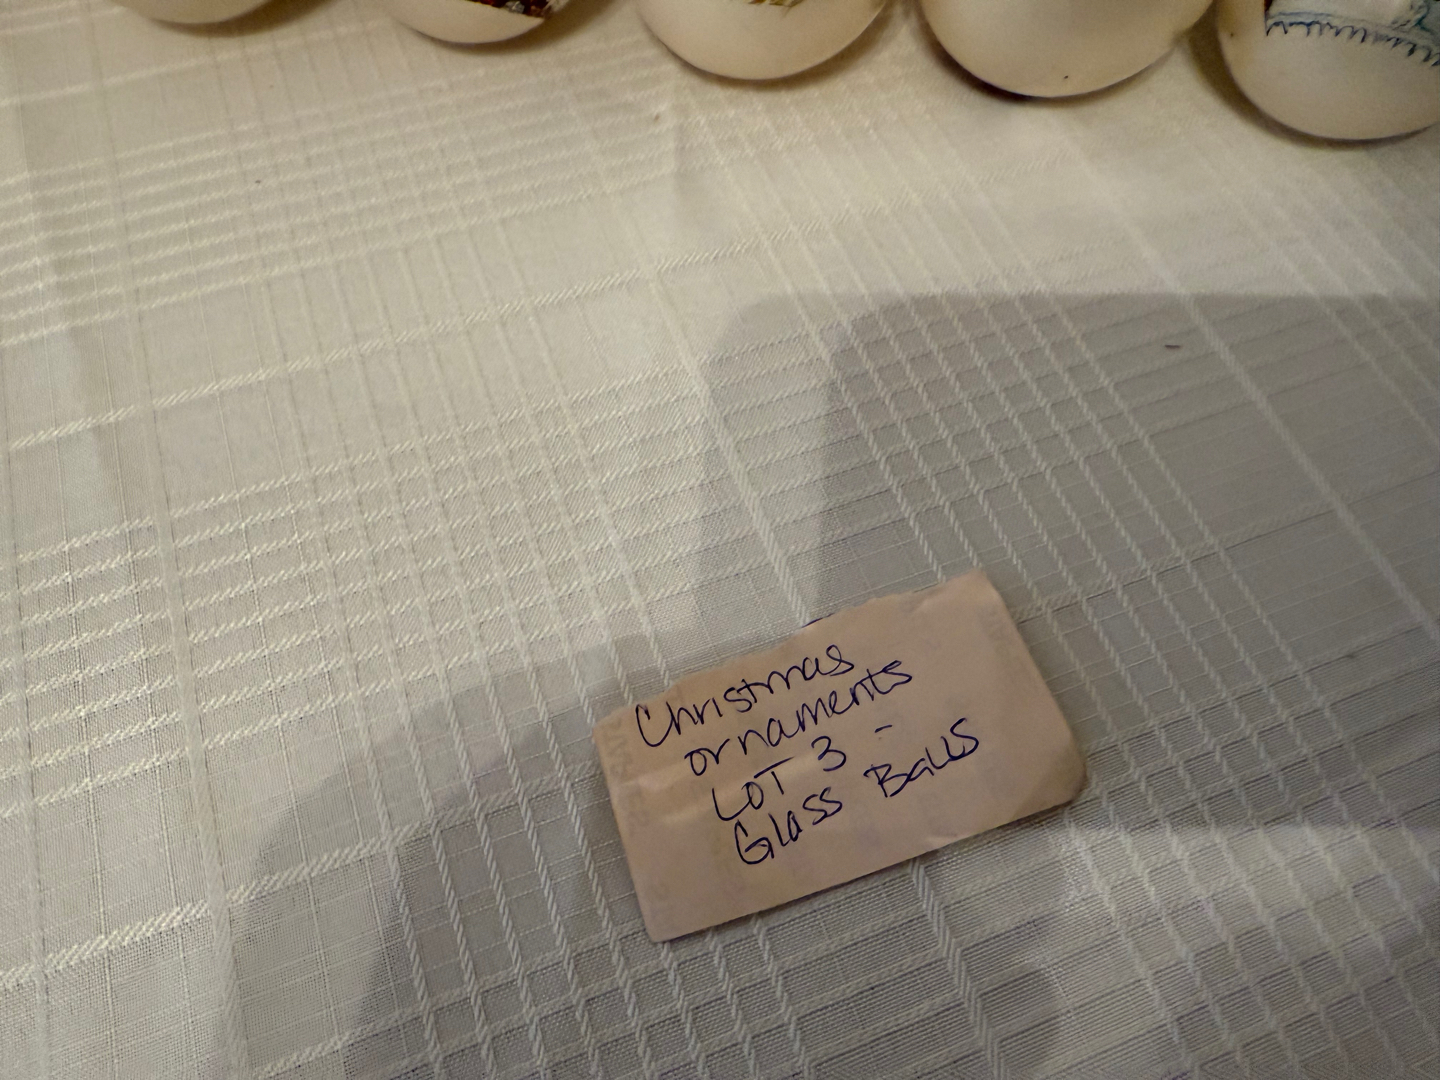 Christmas
ornaments
LOT 3 -
Glass Balls